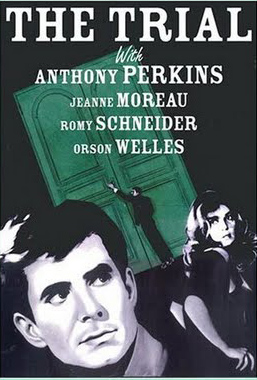 THE TRIAL
With
ANTHONY PERKINS
JEANNE MOREAU
ROMY SCHNEIDER
ORSON WELLES